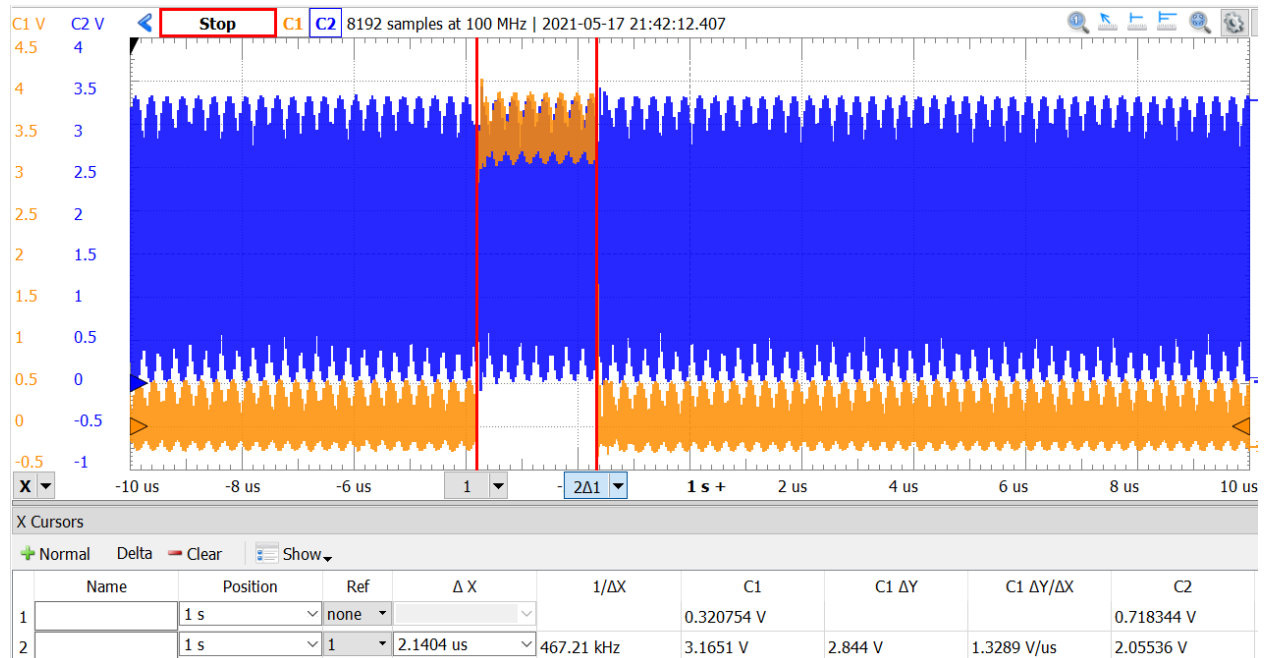 C1 V C2 V Stop C1 C2 8192 samples at 100 MHz | 2021-05-17 21:42:12.407
4.5 4
4 3.5
3.5 3
3 2.5
2.5 2
2 1.5
1.5 1
1 0.5
0.5 0
0 -0.5
-0.5 -1
X -10 us -8 us -6 us 1 - 2Δ1 1 s + 2 us 4 us 6 us 8 us 10 us
X Cursors
Normal Delta Clear Show
Name Position Ref Δ X 1/ΔX C1 C1 ΔY C1 ΔY/ΔX C2
1 1 s none 0.320754 V 0.718344 V
2 1 s 1 2.1404 us 467.21 kHz 3.1651 V 2.844 V 1.3289 V/us 2.05536 V